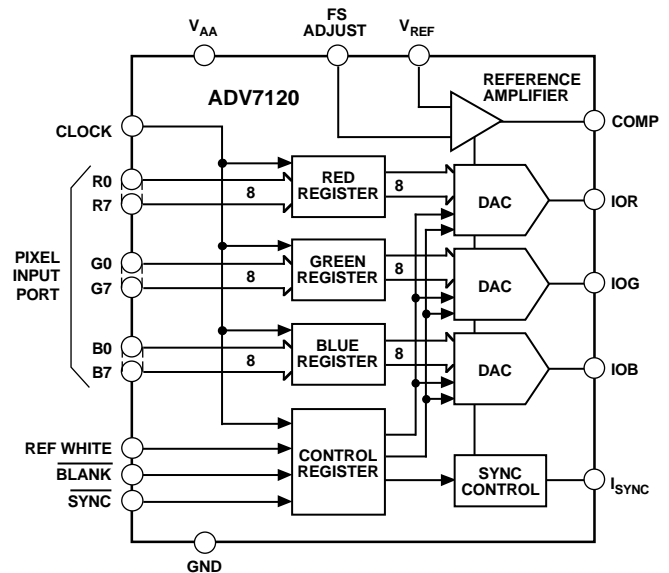 FS
ADJUST
VAA
VREF
ADV7120
REFERENCE
AMPLIFIER
CLOCK
COMP
R0
R7
8
RED
REGISTER
8
DAC
IOR
PIXEL
INPUT
PORT
G0
G7
8
GREEN
REGISTER
8
DAC
IOG
B0
B7
8
BLUE
REGISTER
8
DAC
IOB
REF WHITE
BLANK
SYNC
CONTROL
REGISTER
SYNC
CONTROL
ISYNC
GND